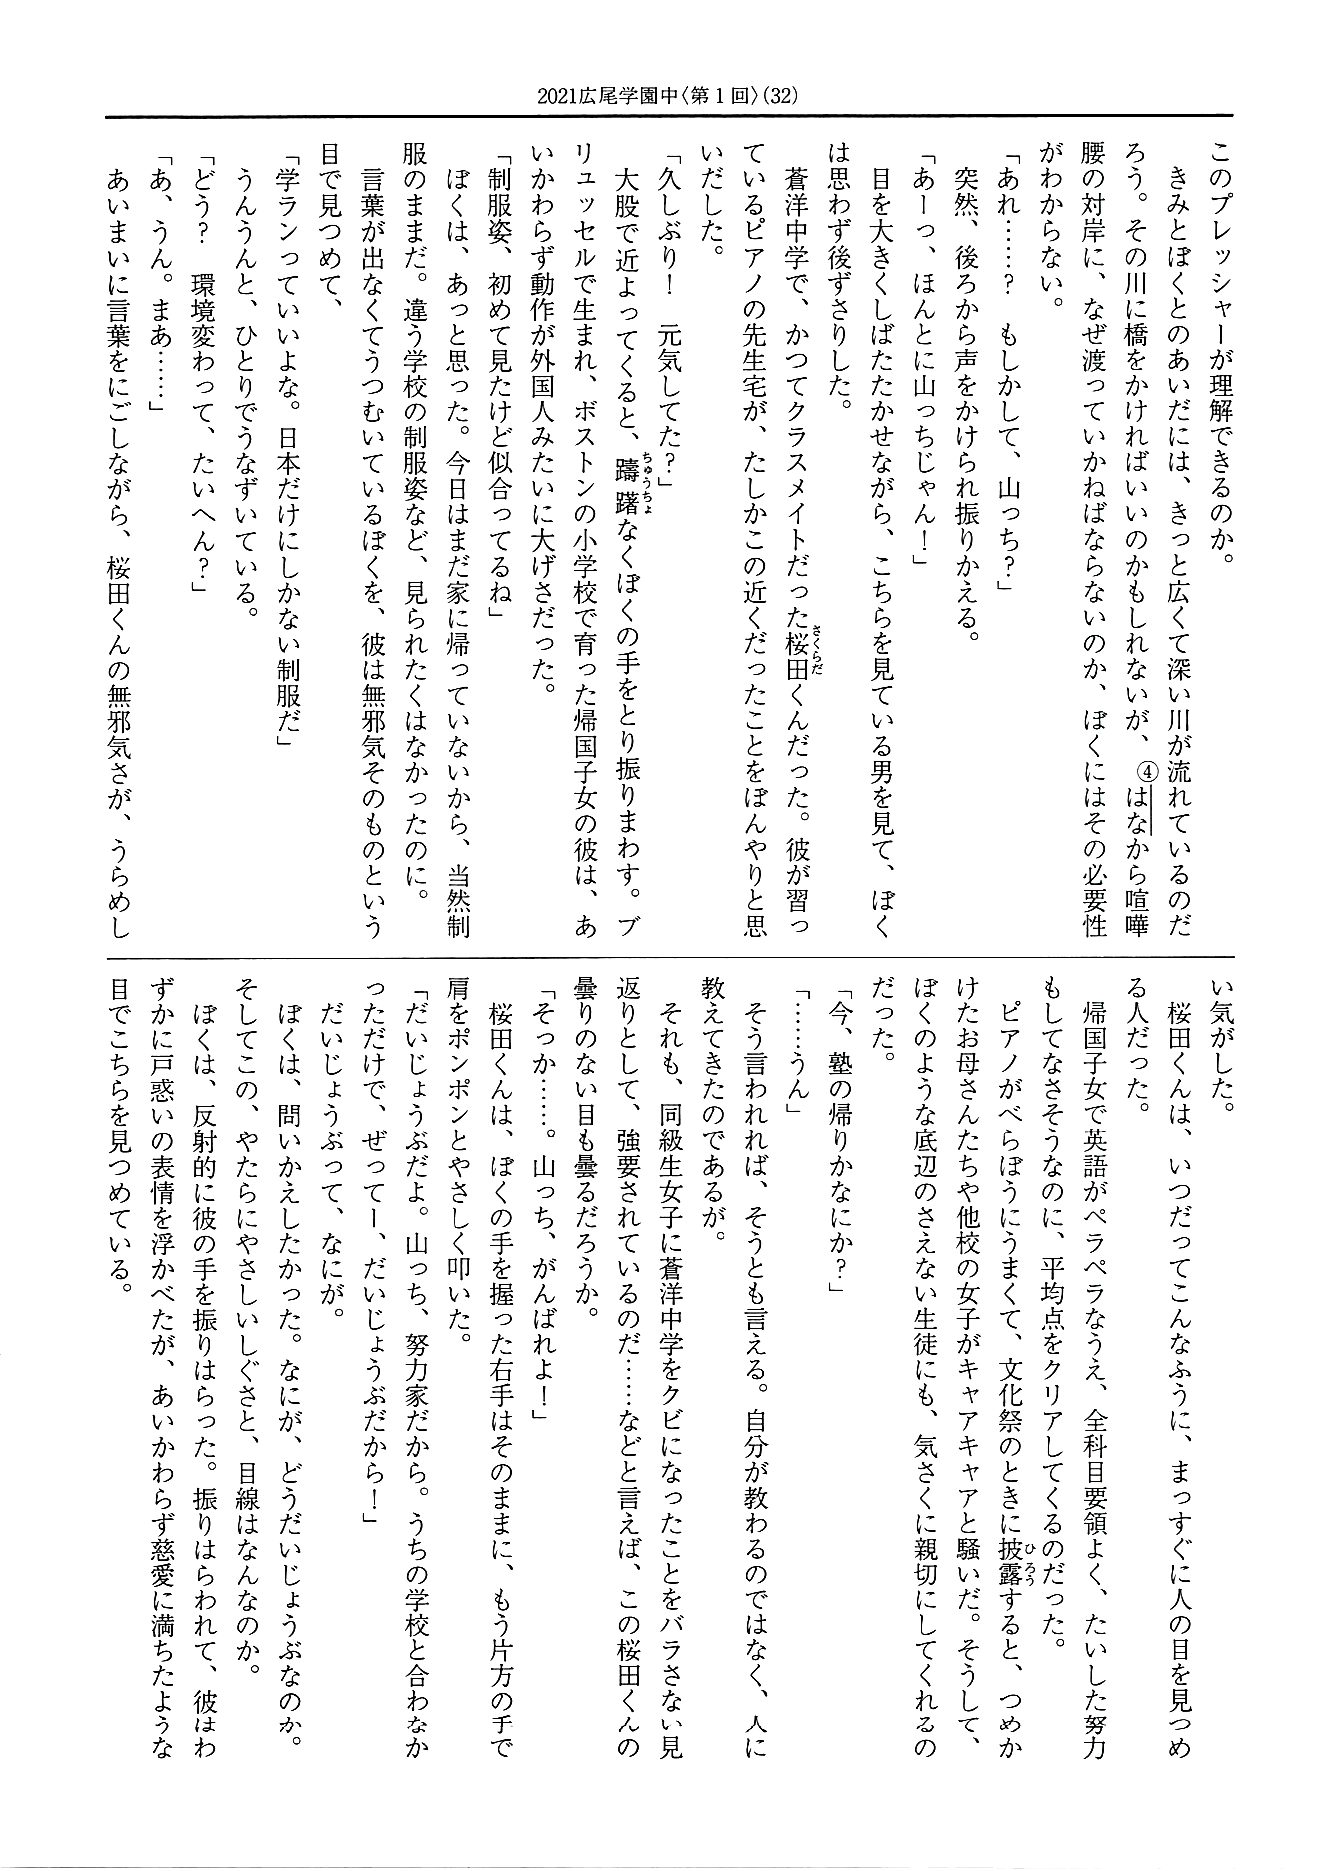 2021広尾学園中〈第1回〉(32)
このプレッシャーが理解できるのか。
きみとぼくとのあいだには、きっと広くて深い川が流れているのだ
ろう。その川に橋をかければいいのかもしれないが、④はなから喧嘩
腰の対岸に、なぜ渡っていかねばならないのか、ぼくにはその必要性
がわからない。
「あれ……?　もしかして、山っち?」
突然、後ろから声をかけられ振りかえる。
「あーっ、ほんとに山っちじゃん!」
目を大きくしばたたかせながら、こちらを見ている男を見て、ぼく
は思わず後ずさりした。
蒼洋中学で、かつてクラスメイトだった桜田くんだった。彼が習っ
ているピアノの先生宅が、たしかこの近くだったことをぼんやりと思
いだした。
「久しぶり!　元気してた?」
大股で近よってくると、躊躇なくぼくの手をとり振りまわす。ブ
リュッセルで生まれ、ボストンの小学校で育った帰国子女の彼は、あ
いかわらず動作が外国人みたいに大げさだった。
「制服姿、初めて見たけど似合ってるね」
ぼくは、あっと思った。今日はまだ家に帰っていないから、当然制
服のままだ。違う学校の制服姿など、見られたくはなかったのに。
言葉が出なくてうつむいているぼくを、彼は無邪気そのものという
目で見つめて、
「学ランっていいよな。日本だけにしかない制服だ」
うんうんと、ひとりでうなずいている。
「どう?　環境変わって、たいへん?」
「あ、うん。まあ……」
あいまいに言葉をにごしながら、桜田くんの無邪気さが、うらめし
い気がした。
桜田くんは、いつだってこんなふうに、まっすぐに人の目を見つめ
る人だった。
帰国子女で英語がペラペラなうえ、全科目要領よく、たいした努力
もしてなさそうなのに、平均点をクリアしてくるのだった。
ピアノがべらぼうにうまくて、文化祭のときに披露すると、つめか
けたお母さんたちや他校の女子がキャアキャアと騒いだ。そうして、
ぼくのような底辺のさえない生徒にも、気さくに親切にしてくれるの
だった。
「今、塾の帰りかなにか?」
「……うん」
そう言われれば、そうとも言える。自分が教わるのではなく、人に
教えてきたのであるが。
それも、同級生女子に蒼洋中学をクビになったことをバラさない見
返りとして、強要されているのだ……などと言えば、この桜田くんの
曇りのない目も曇るだろうか。
「そっか……。山っち、がんばれよ!」
桜田くんは、ぼくの手を握った右手はそのままに、もう片方の手で
肩をポンポンとやさしく叩いた。
「だいじょうぶだよ。山っち、努力家だから。うちの学校と合わなか
っただけで、ぜってー、だいじょうぶだから!」
だいじょうぶって、なにが。
ぼくは、問いかえしたかった。なにが、どうだいじょうぶなのか。
そしてこの、やたらにやさしいしぐさと、目線はなんなのか。
ぼくは、反射的に彼の手を振りはらった。振りはらわれて、彼はわ
ずかに戸惑いの表情を浮かべたが、あいかわらず慈愛に満ちたような
目でこちらを見つめている。